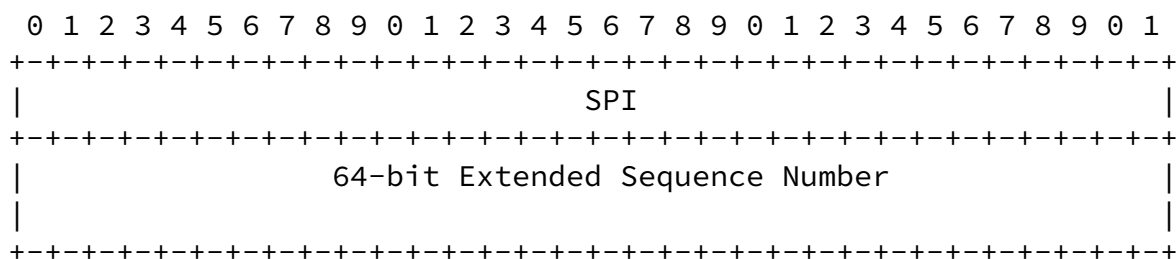 0 1 2 3 4 5 6 7 8 9 0 1 2 3 4 5 6 7 8 9 0 1 2 3 4 5 6 7 8 9 0 1
+-+-+-+-+-+-+-+-+-+-+-+-+-+-+-+-+-+-+-+-+-+-+-+-+-+-+-+-+-+-+-+-+
|                               SPI                             |
+-+-+-+-+-+-+-+-+-+-+-+-+-+-+-+-+-+-+-+-+-+-+-+-+-+-+-+-+-+-+-+-+
|                 64-bit Extended Sequence Number               |
|                                                               |
+-+-+-+-+-+-+-+-+-+-+-+-+-+-+-+-+-+-+-+-+-+-+-+-+-+-+-+-+-+-+-+-+